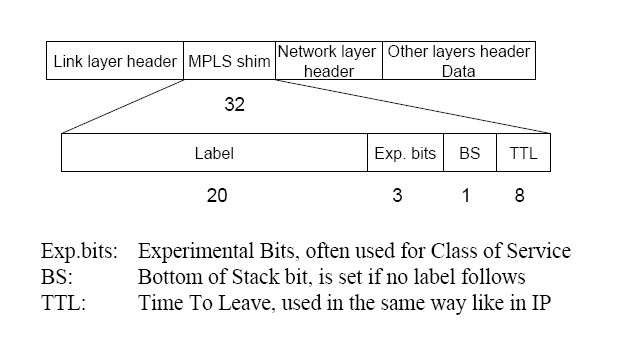 Link layer header MPLS shim Network layer header Other layers header Data
32
Label Exp. bits BS TTL
20 3 1 8
Exp.bits: Experimental Bits, often used for Class of Service
BS: Bottom of Stack bit, is set if no label follows
TTL: Time To Leave, used in the same way like in IP